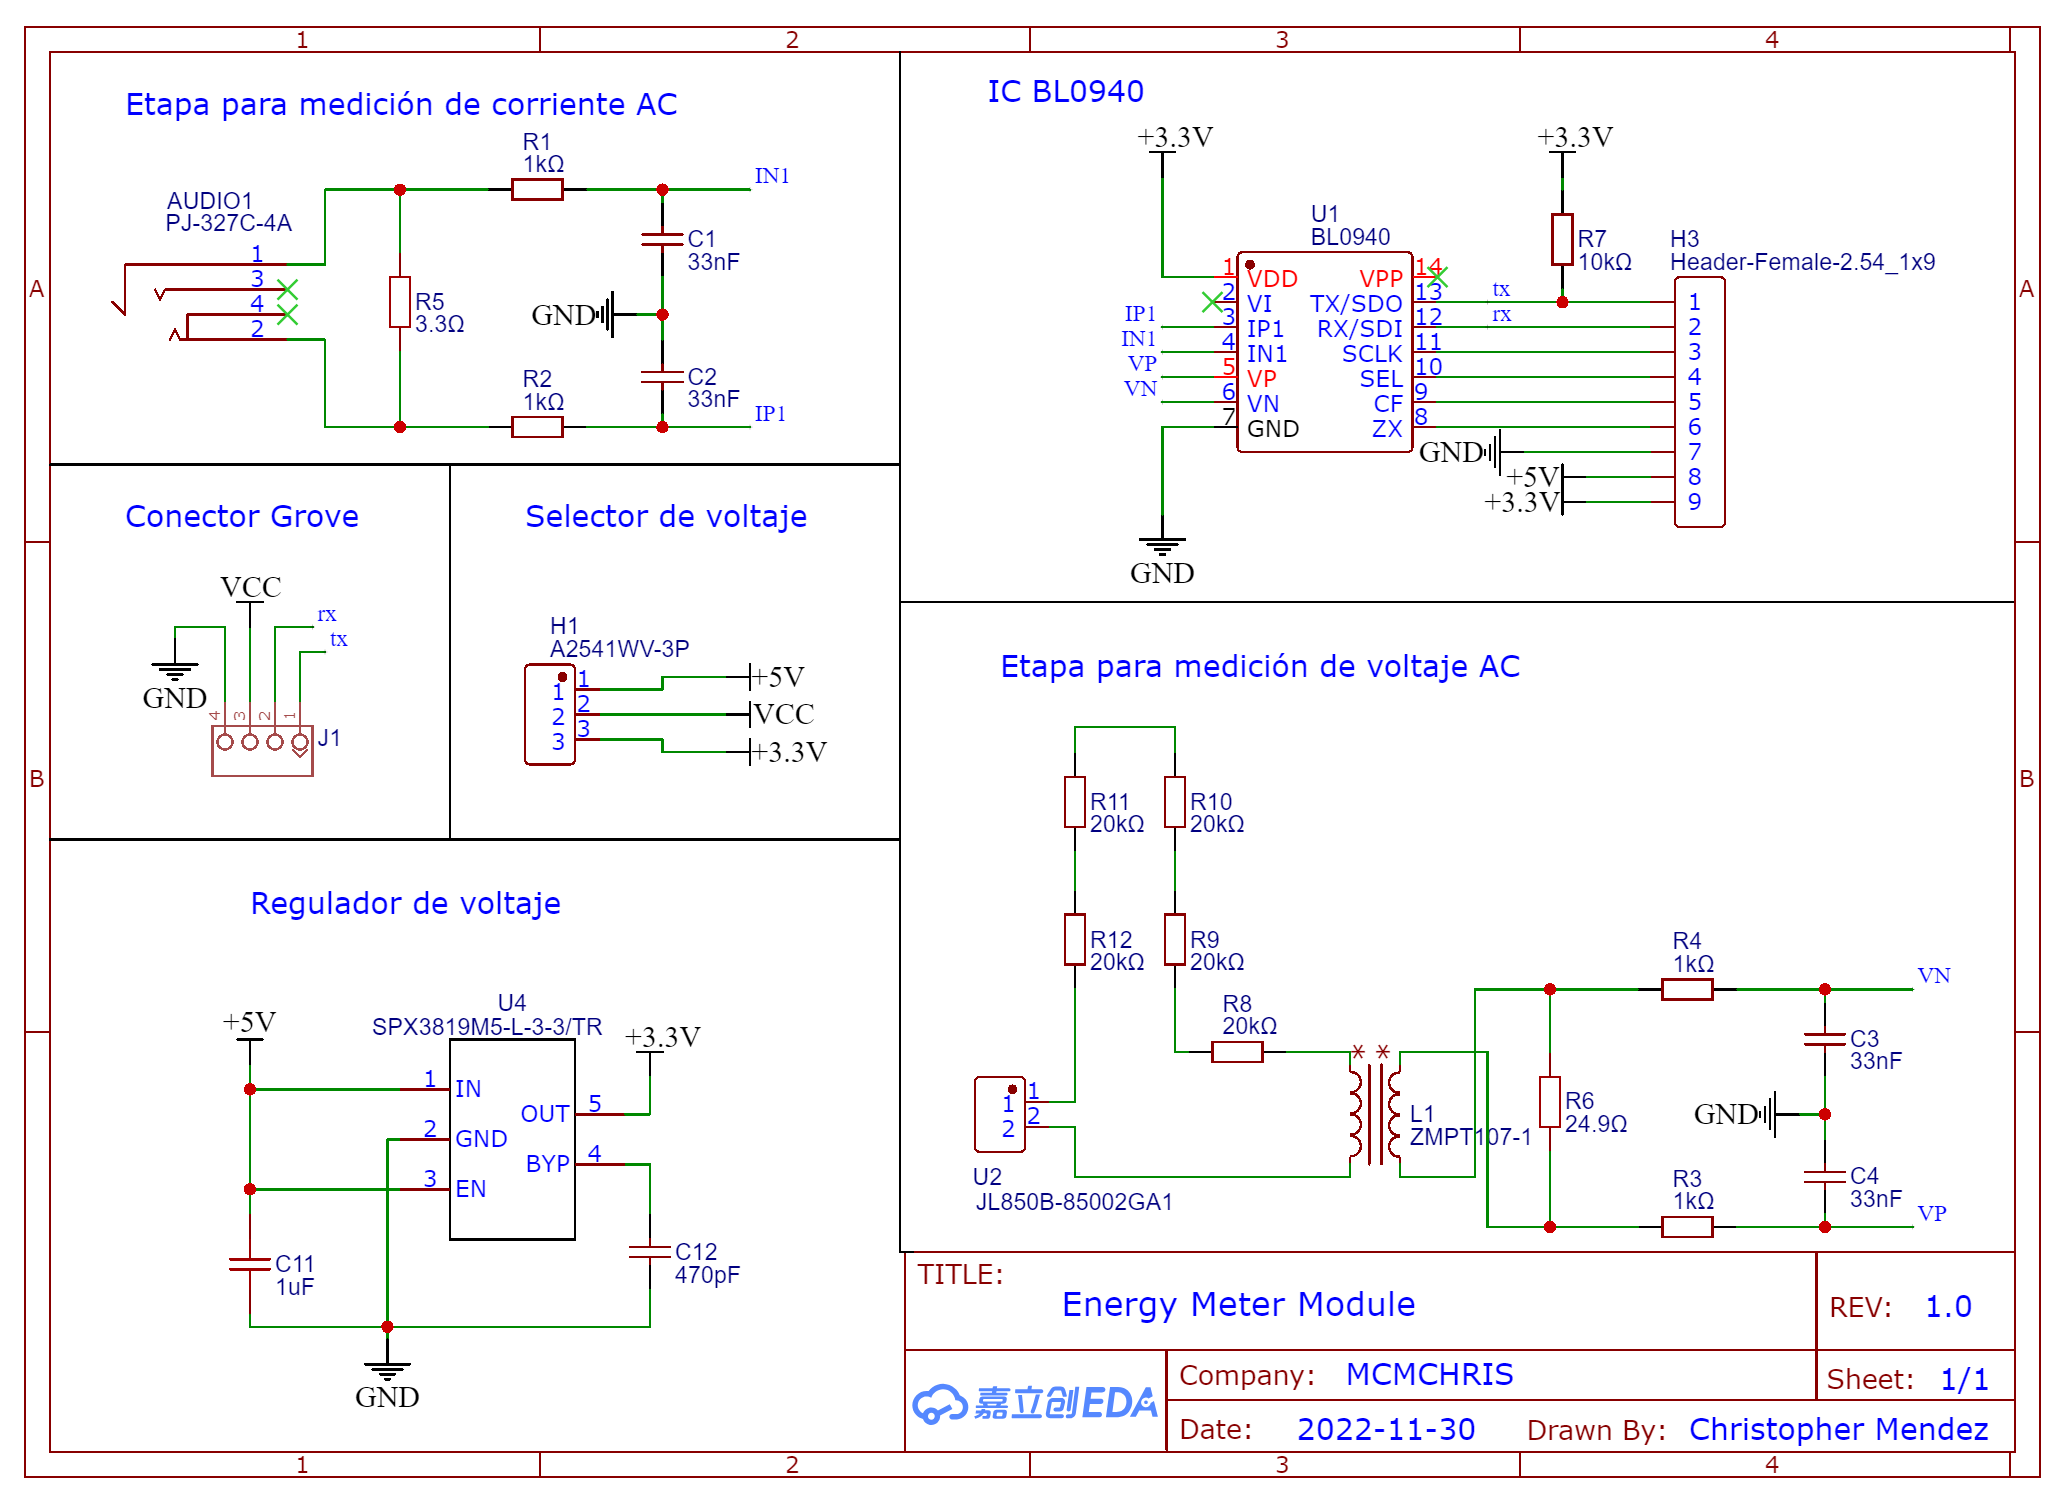 1
2
3
4
A
A
B
B
Etapa para medición de corriente AC
AUDIO1
PJ-327C-4A
1
3
4
2
R1
1kΩ
R5
3.3Ω
R2
1kΩ
IN1
C1
33nF
GND
C2
33nF
IP1
IC BL0940
+3.3V
+3.3V
U1
BL0940
R7
10kΩ
H3
Header-Female-2.54_1x9
1 VDD
2 VI
IP1 3 IP1
IN1 4 IN1
VP 5 VP
VN 6 VN
7 GND
VPP 14
TX/SDO 13 tx
RX/SDI 12 rx
SCLK 11
SEL 10
CF 9
ZX 8
GND
+5V
+3.3V
1
2
3
4
5
6
7
8
9
GND
Conector Grove
VCC
rx
tx
GND
4 3 2 1
J1
Selector de voltaje
H1
A2541WV-3P
1 1 +5V
2 2 VCC
3 3 +3.3V
Etapa para medición de voltaje AC
R11
20kΩ
R10
20kΩ
R12
20kΩ
R9
20kΩ
R8
20kΩ
1 1
2 2
U2
JL850B-85002GA1
* *
L1
ZMPT107-1
R6
24.9Ω
R4
1kΩ
VN
C3
33nF
GND
R3
1kΩ
C4
33nF
VP
Regulador de voltaje
+5V
U4
SPX3819M5-L-3-3/TR
+3.3V
1 IN
2 GND
3 EN
OUT 5
BYP 4
C11
1uF
C12
470pF
GND
TITLE:
Energy Meter Module
REV: 1.0
嘉立创EDA
Company: MCMCHRIS
Sheet: 1/1
Date: 2022-11-30
Drawn By: Christopher Mendez
1
2
3
4